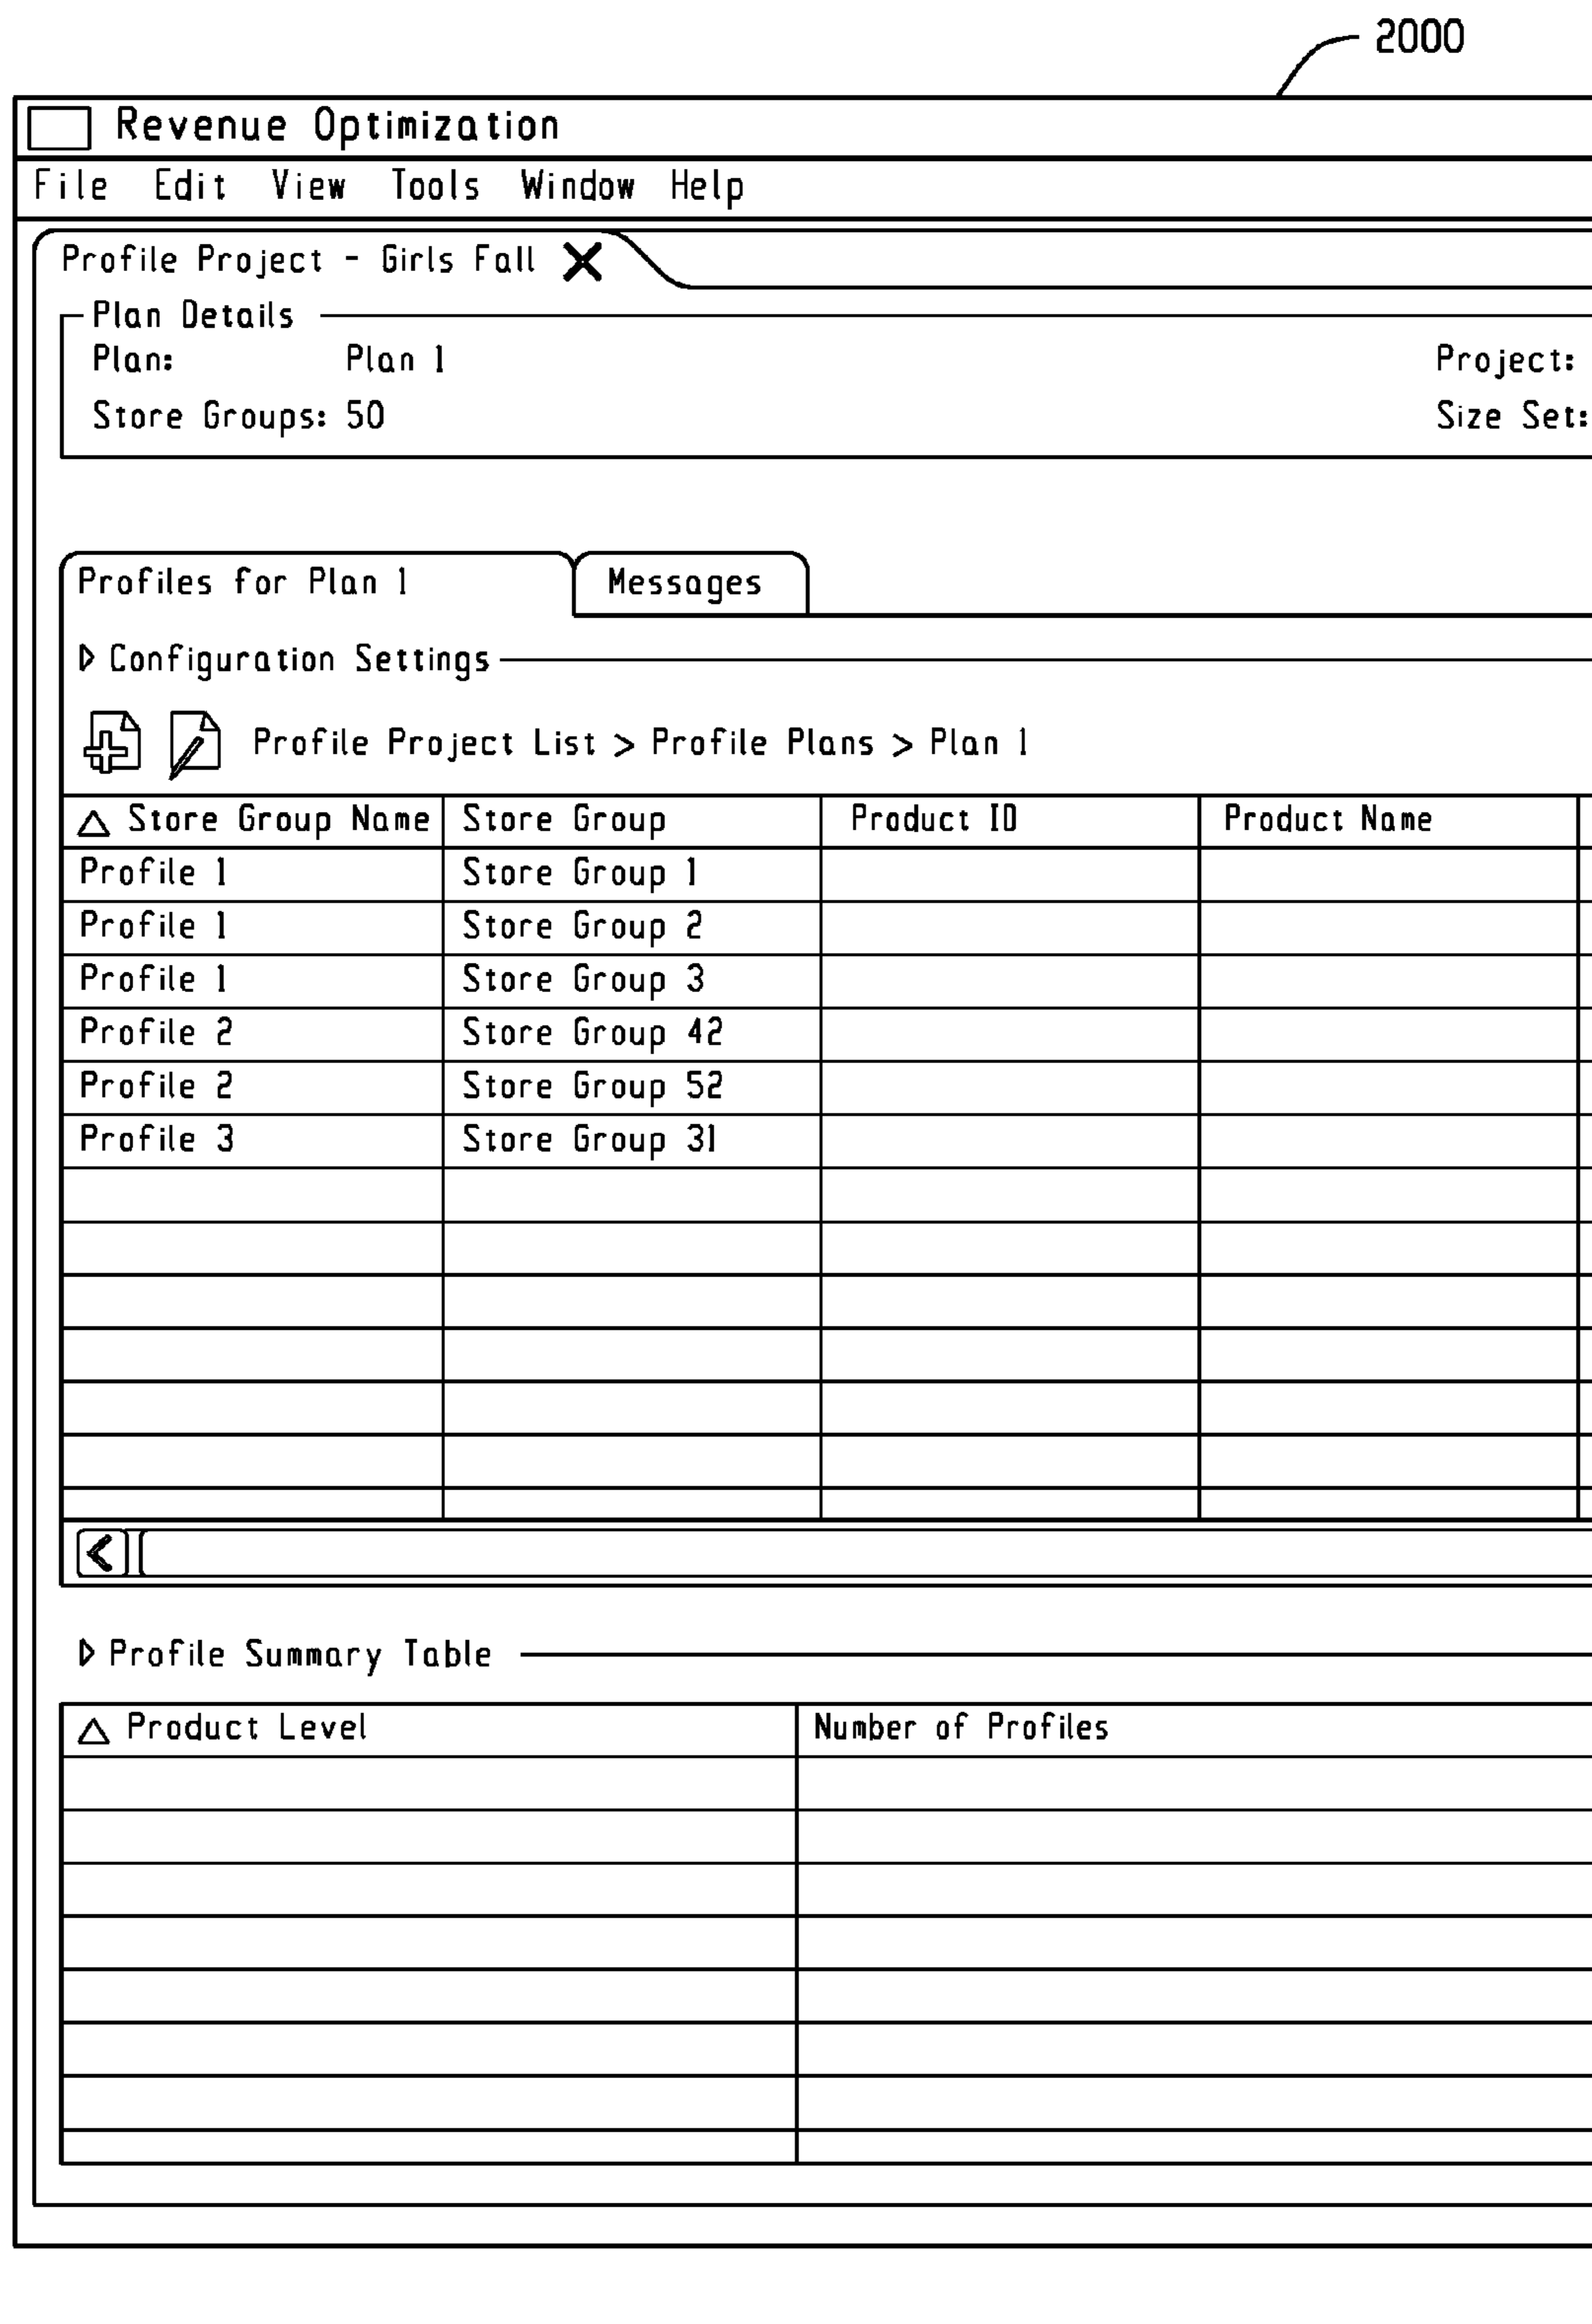 2000
Revenue Optimization
File Edit View Tools Window Help
Profile Project - Girls Fall
Plan Details
Plan: Plan 1 Project:
Store Groups: 50 Size Set:
Profiles for Plan 1 Messages
Configuration Settings
Profile Project List > Profile Plans > Plan 1
Store Group Name Store Group Product ID Product Name
Profile 1 Store Group 1
Profile 1 Store Group 2
Profile 1 Store Group 3
Profile 2 Store Group 42
Profile 2 Store Group 52
Profile 3 Store Group 31
Profile Summary Table
Product Level Number of Profiles